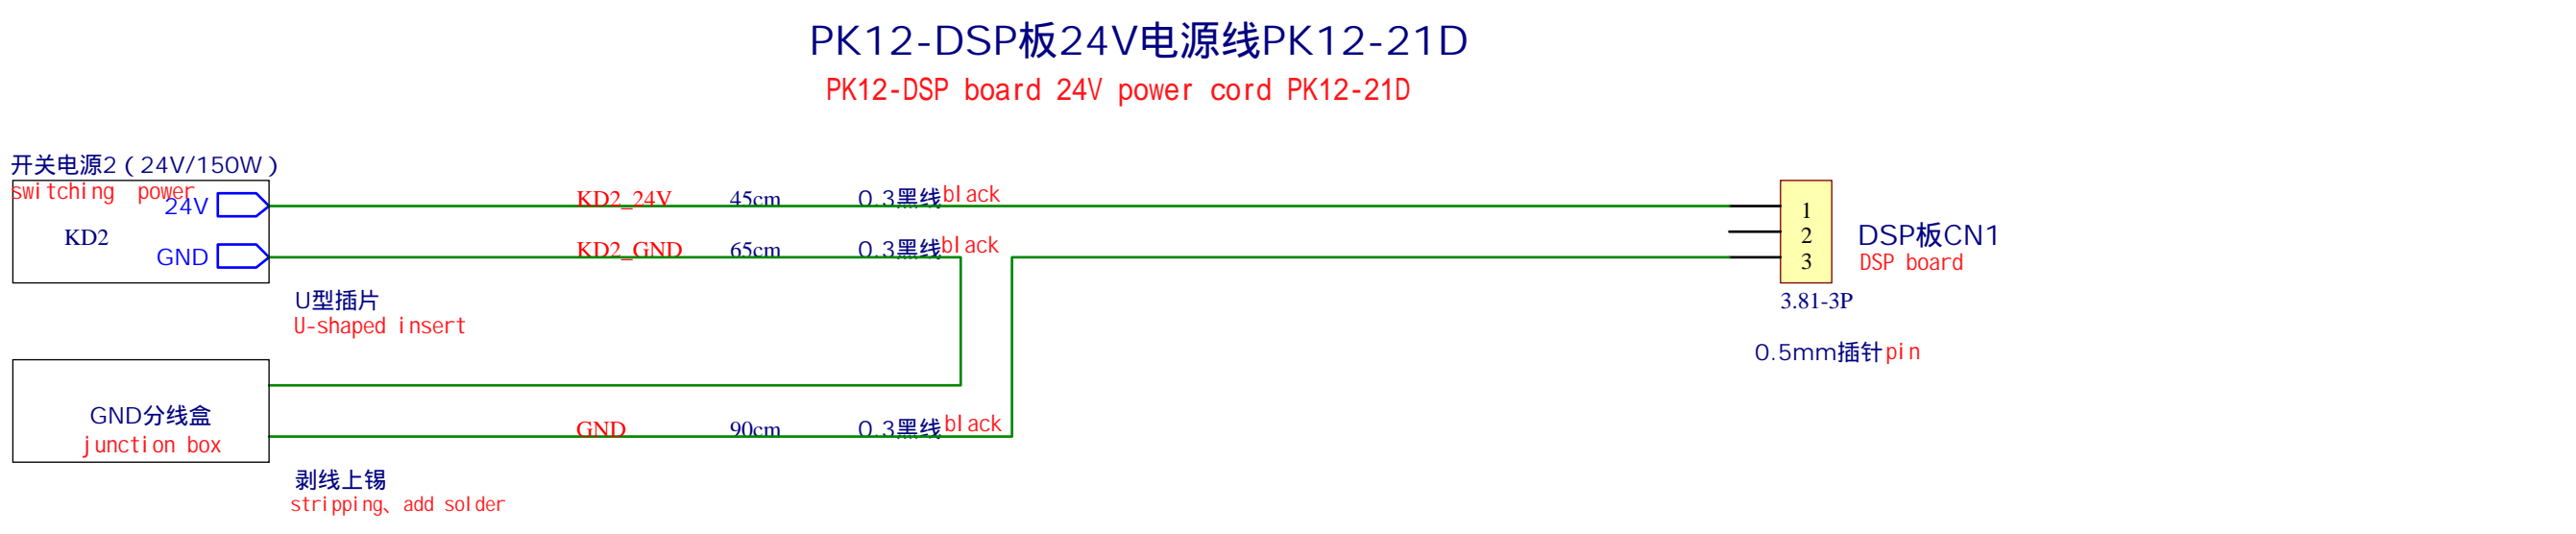 PK12-DSP板24V电源线PK12-21D
PK12-DSP board 24V power cord PK12-21D
开关电源2（24V/150W）
switching power
24V
KD2
GND
KD2_24V 45cm 0.3黑线black
KD2_GND 65cm 0.3黑线black
1
2
3
DSP板CN1
DSP board
3.81-3P
0.5mm插针pin
U型插片
U-shaped insert
GND分线盒
junction box
GND 90cm 0.3黑线black
剥线上锡
stripping、add solder